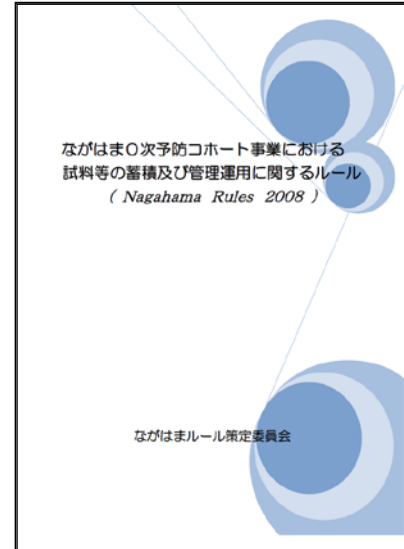 ながはま０次予防コホート事業における
試料等の蓄積及び管理運用に関するルール
( Nagahama Rules 2008 )
ながはまルール策定委員会